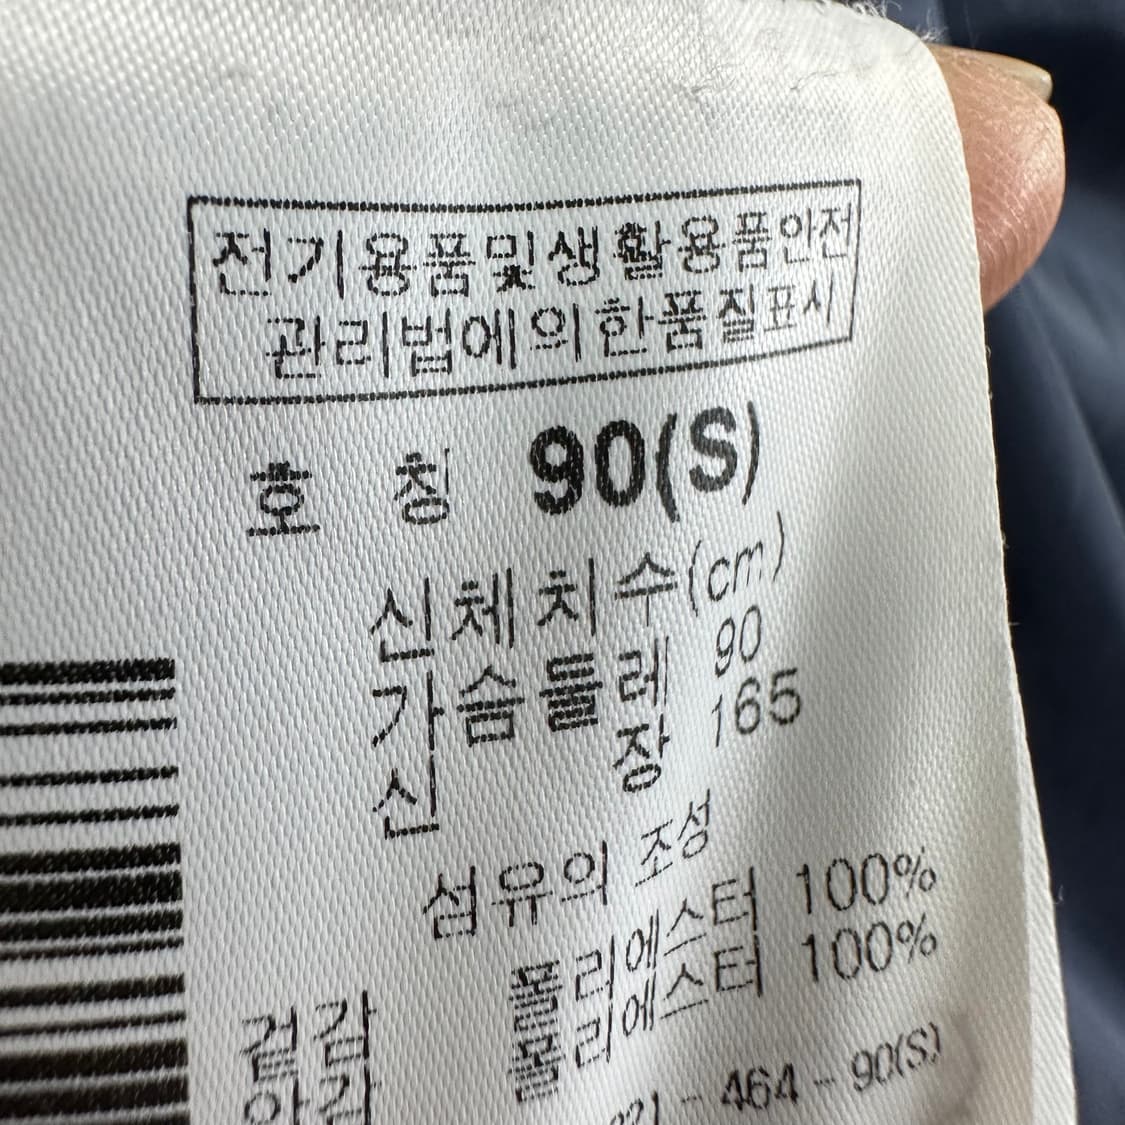 전기용품및생활용품안전
관리법에의한품질표시
호 칭 90(S)
신체치수(cm)
가슴둘레 90
신 장 165
섬유의 조성
겉감 폴리에스터 100%
안감 폴리에스터 100%
- 464 - 90(S)